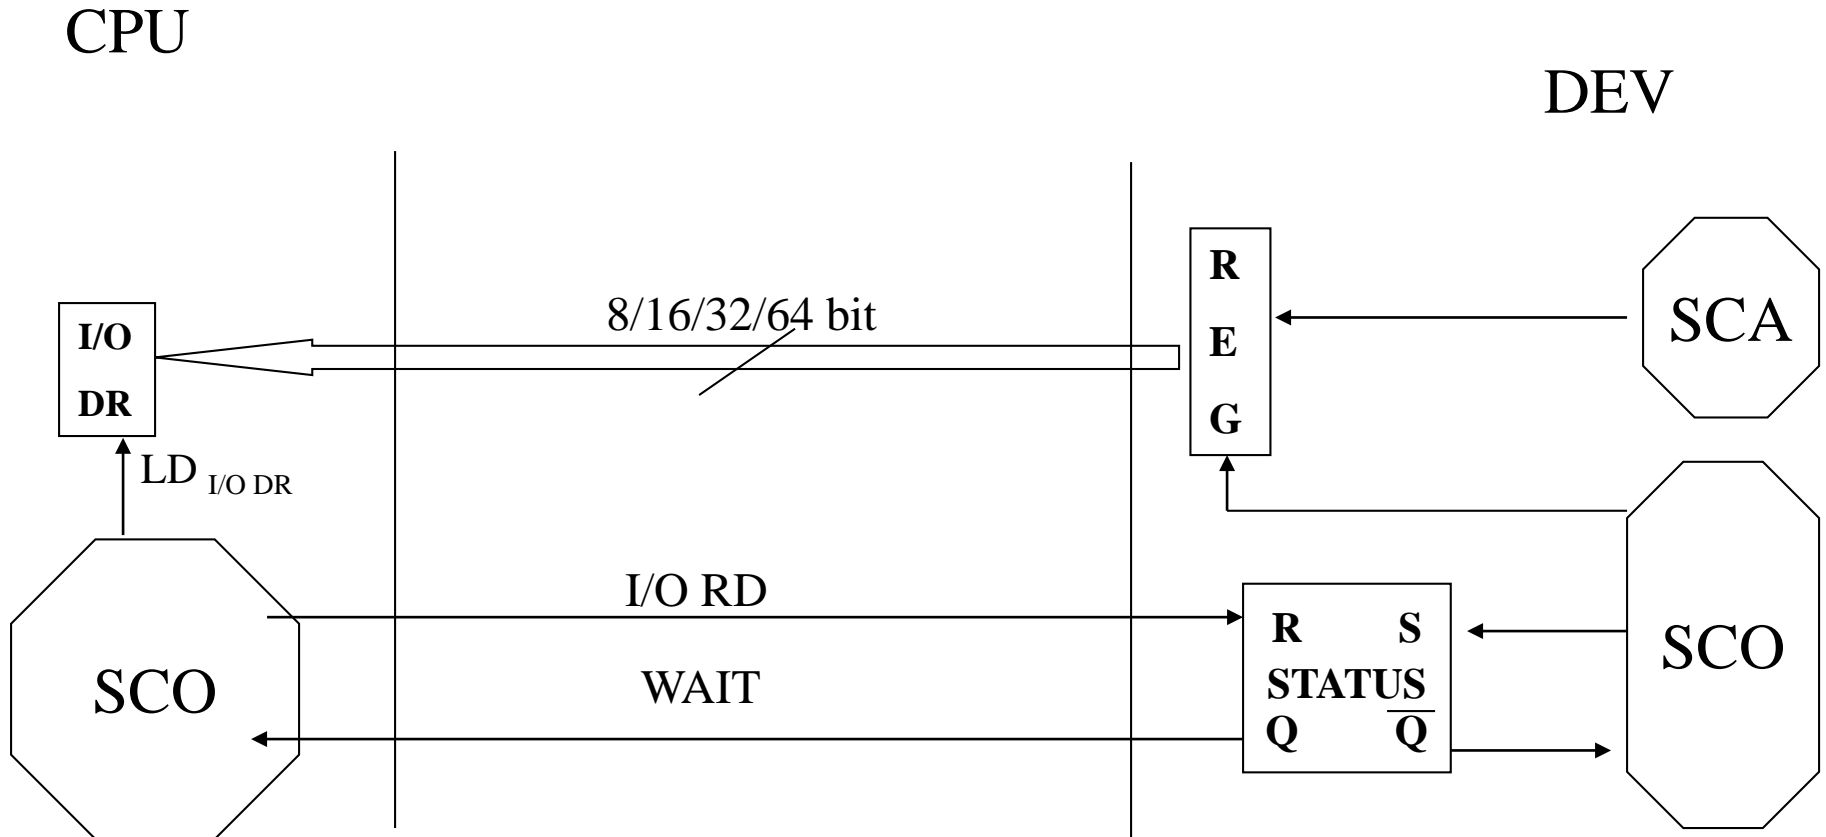 CPU
DEV
R
E
G
SCA
8/16/32/64 bit
I/O
DR
LD I/O DR
I/O RD
R S
STATUS
Q Q̅
SCO
WAIT
SCO